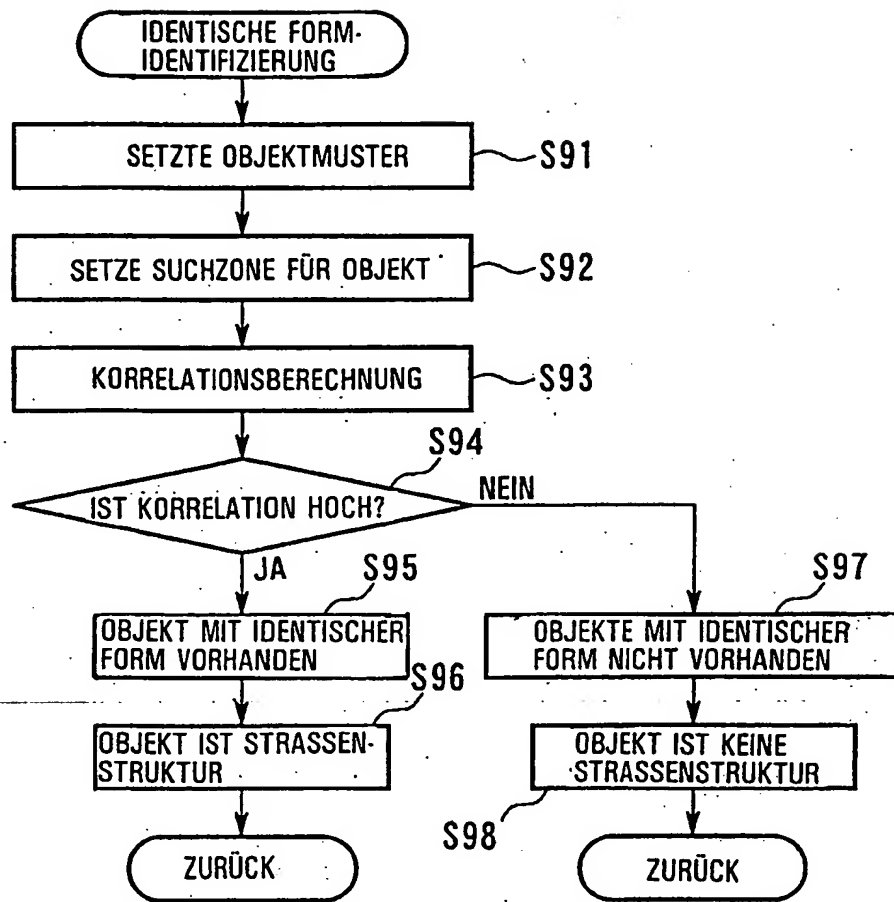 IDENTISCHE FORM-
IDENTIFIZIERUNG
SETZTE OBJEKTMUSTER
S91
SETZE SUCHZONE FÜR OBJEKT
S92
KORRELATIONSBERECHNUNG
S93
S94
IST KORRELATION HOCH?
NEIN
JA
S95
OBJEKT MIT IDENTISCHER
FORM VORHANDEN
S96
OBJEKT IST STRASSEN-
STRUKTUR
ZURÜCK
S97
OBJEKTE MIT IDENTISCHER
FORM NICHT VORHANDEN
OBJEKT IST KEINE
STRASSENSTRUKTUR
S98
ZURÜCK